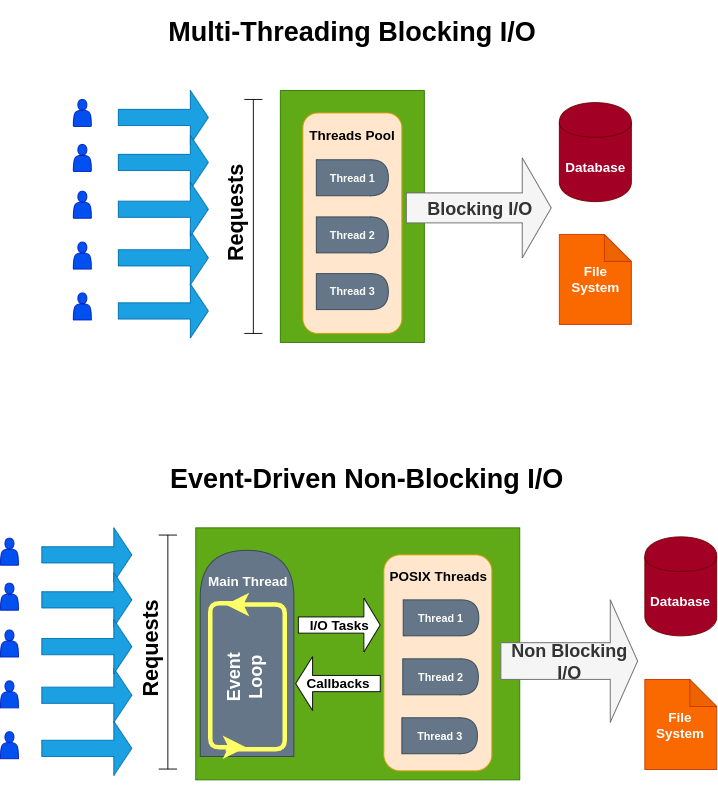 Multi-Threading Blocking I/O
Requests
Threads Pool
Thread 1
Thread 2
Thread 3
Blocking I/O
Database
File
System
Event-Driven Non-Blocking I/O
Requests
Main Thread
Event
Loop
I/O Tasks
Callbacks
POSIX Threads
Thread 1
Thread 2
Thread 3
Non Blocking
I/O
Database
File
System